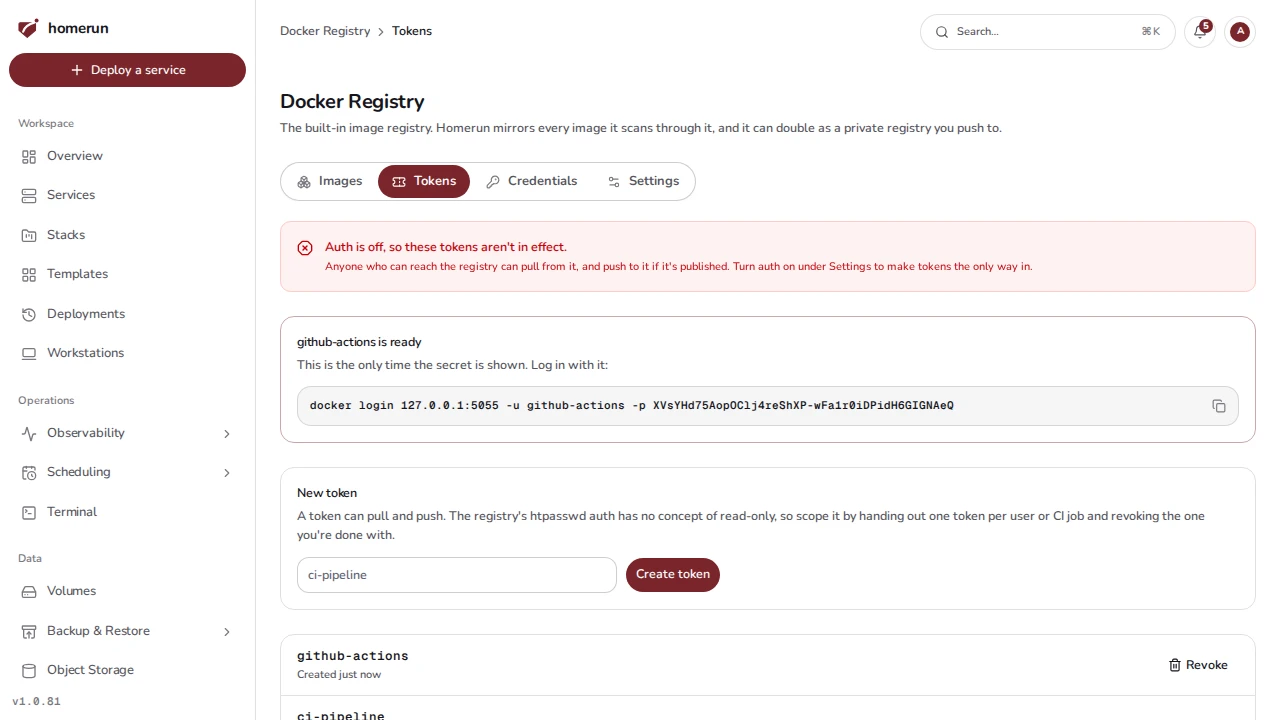 homerun
Docker Registry > Tokens
Search...
⌘K
5
A
Deploy a service
Workspace
Overview
Services
Stacks
Templates
Deployments
Workstations
Operations
Observability
Scheduling
Terminal
Data
Volumes
Backup & Restore
Object Storage
v1.0.81
Docker Registry
The built-in image registry. Homerun mirrors every image it scans through it, and it can double as a private registry you push to.
Images
Tokens
Credentials
Settings
Auth is off, so these tokens aren't in effect.
Anyone who can reach the registry can pull from it, and push to it if it's published. Turn auth on under Settings to make tokens the only way in.
github-actions is ready
This is the only time the secret is shown. Log in with it:
docker login 127.0.0.1:5055 -u github-actions -p XVsYHd75AopOClj4reShXP-wFa1r0iDPidH6GIGNAeQ
New token
A token can pull and push. The registry's htpasswd auth has no concept of read-only, so scope it by handing out one token per user or CI job and revoking the one
you're done with.
ci-pipeline
Create token
github-actions
Created just now
Revoke
ci-pipeline